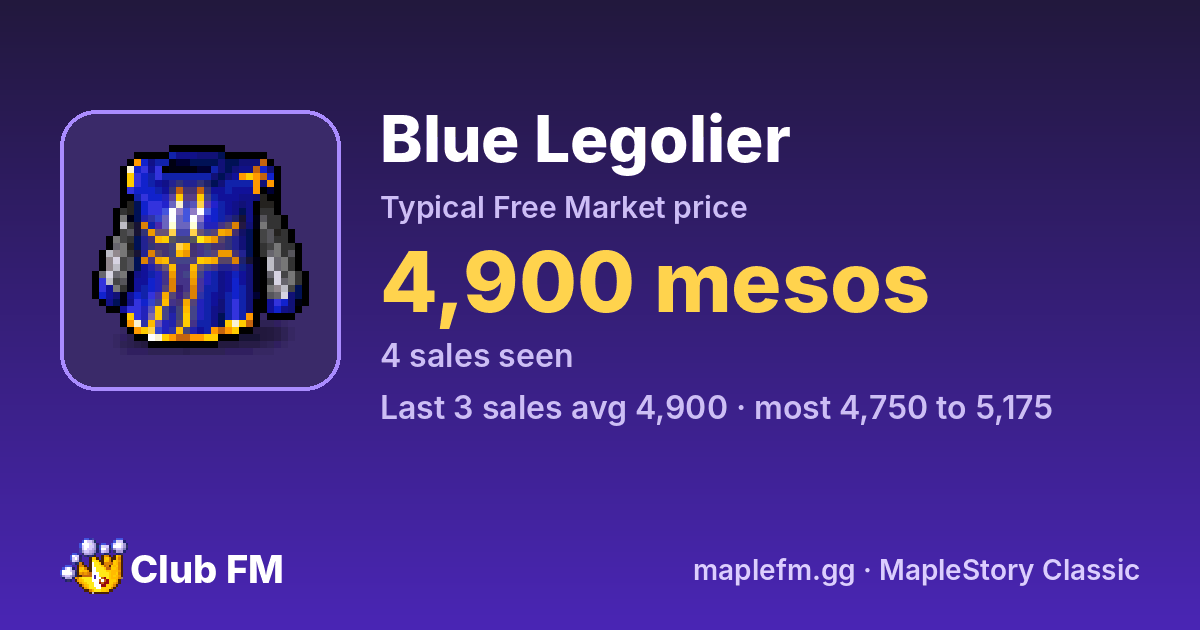 Blue Legolier
Typical Free Market price
4,900 mesos
4 sales seen
Last 3 sales avg 4,900 · most 4,750 to 5,175
Club FM
maplefm.gg · MapleStory Classic